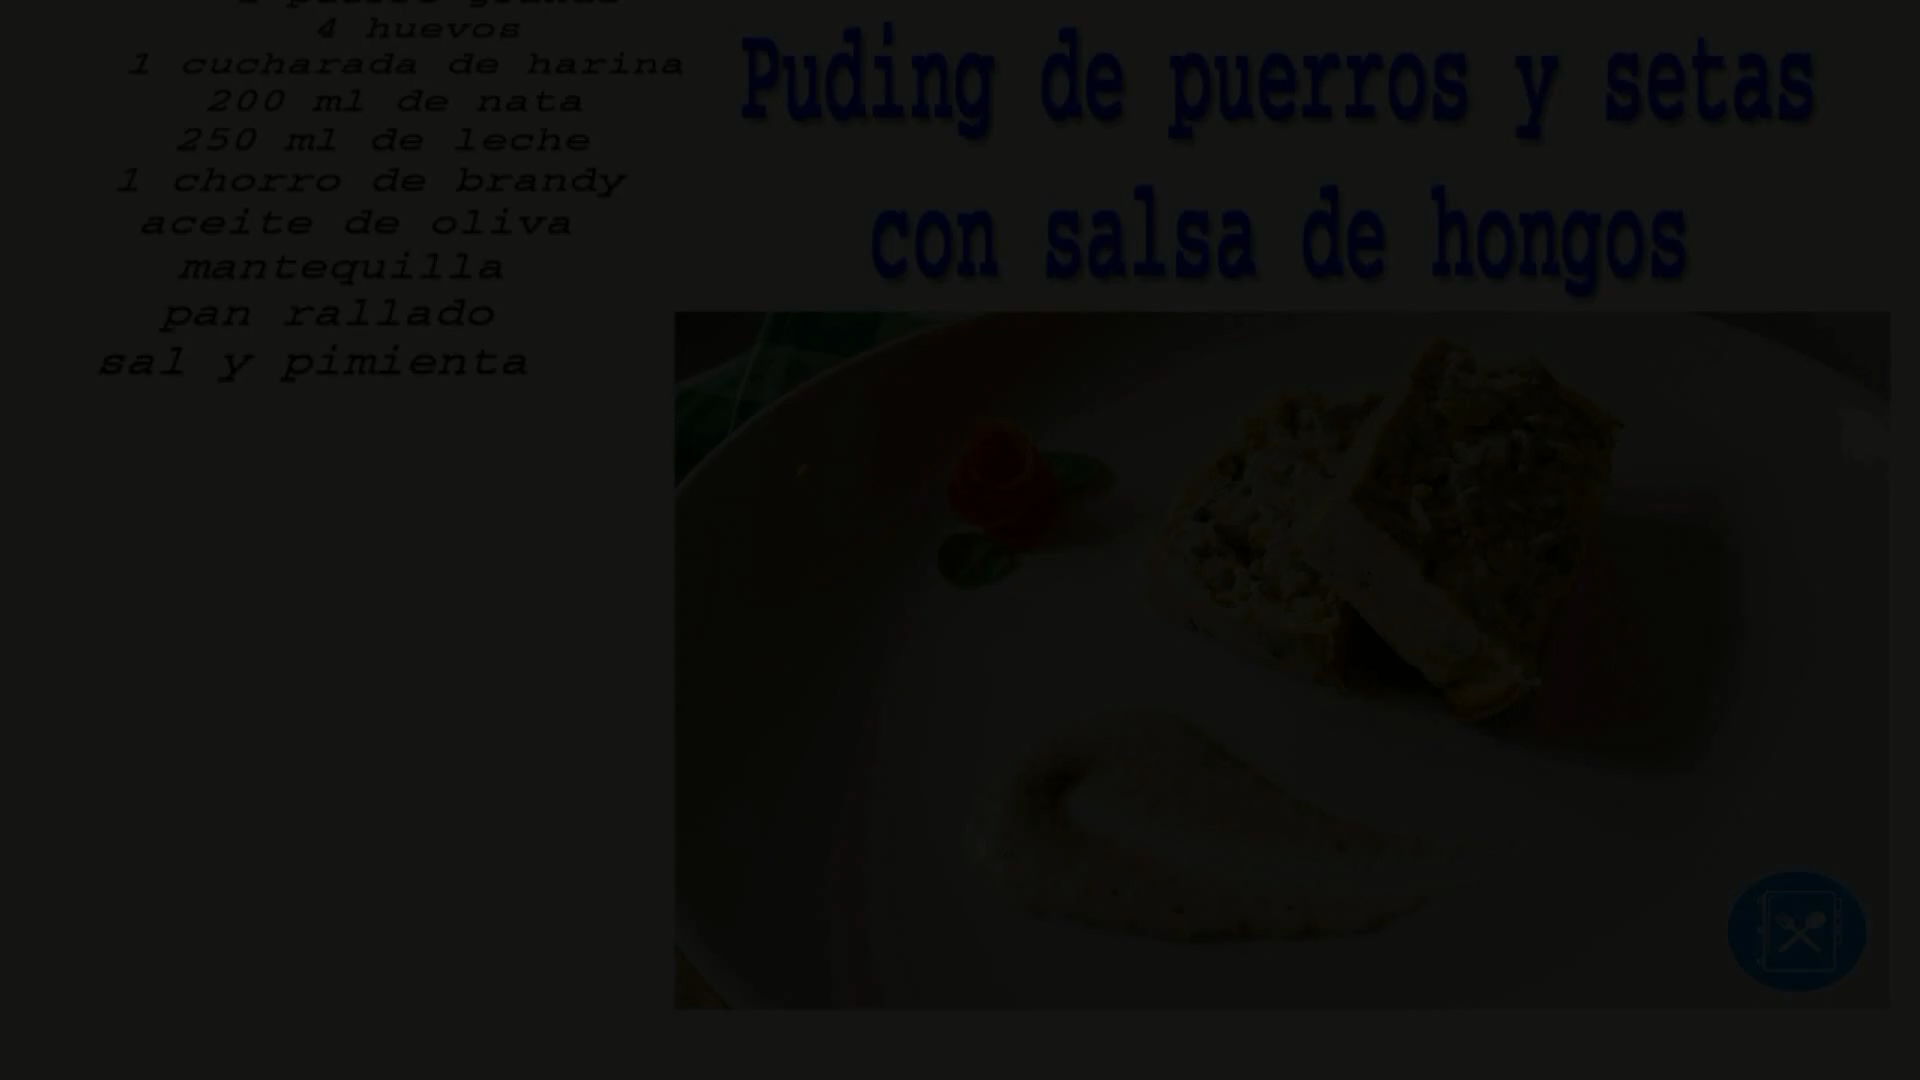 4 huevos
1 cucharada de harina
200 ml de nata
250 ml de leche
1 chorro de brandy
aceite de oliva
mantequilla
pan rallado
sal y pimienta
Puding de puerros y setas
con salsa de hongos